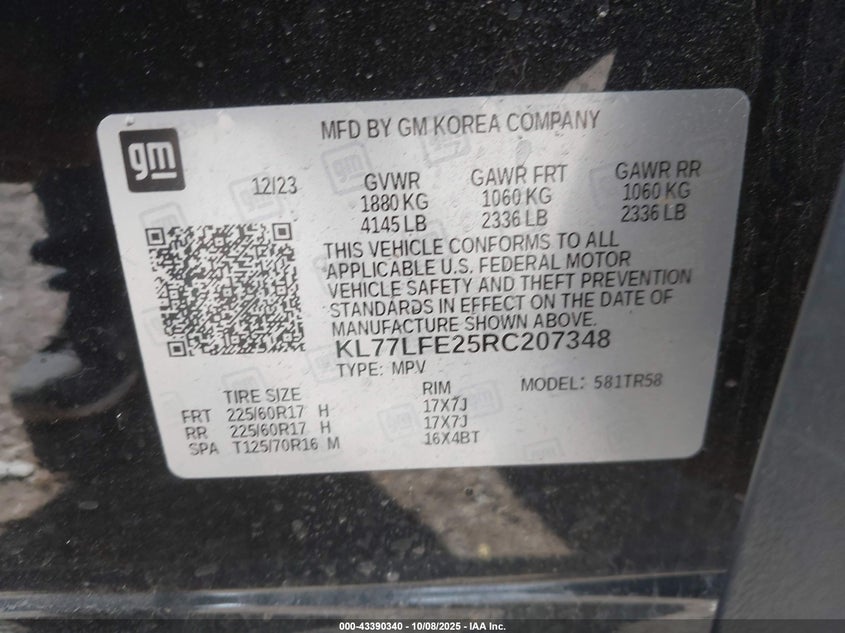 gm
MFD BY GM KOREA COMPANY
12/23
GVWR GAWR FRT GAWR RR
1880 KG 1060 KG 1060 KG
4145 LB 2336 LB 2336 LB
THIS VEHICLE CONFORMS TO ALL
APPLICABLE U.S. FEDERAL MOTOR
VEHICLE SAFETY AND THEFT PREVENTION
STANDARDS IN EFFECT ON THE DATE OF
MANUFACTURE SHOWN ABOVE.
KL77LFE25RC207348
TYPE: MPV
MODEL: 581TR58
TIRE SIZE RIM
FRT 225/60R17 H 17X7J
RR 225/60R17 H 17X7J
SPA T125/70R16 M 16X4BT
000-43390340 - 10/08/2025 - IAA Inc.